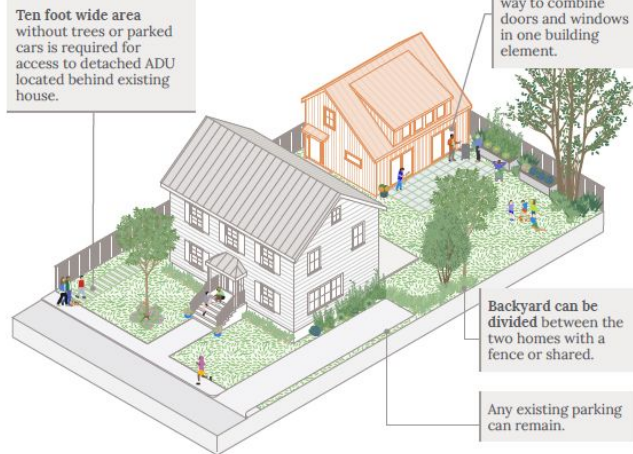 Ten foot wide area
without trees or parked
cars is required for
access to detached ADU
located behind existing
house.
way to combine
doors and windows
in one building
element.
Backyard can be
divided between the
two homes with a
fence or shared.
Any existing parking
can remain.